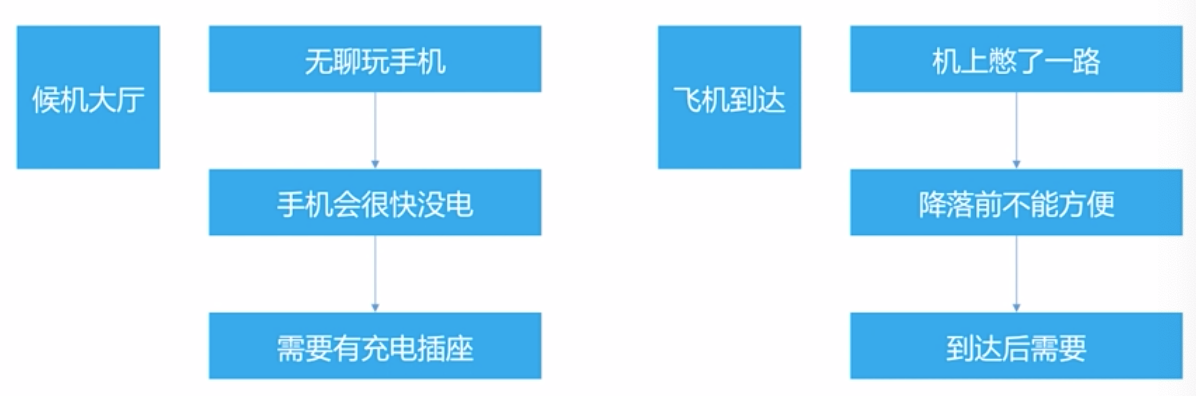 候机大厅
无聊玩手机
手机会很快没电
需要有充电插座
飞机到达
机上憋了一路
降落前不能方便
到达后需要